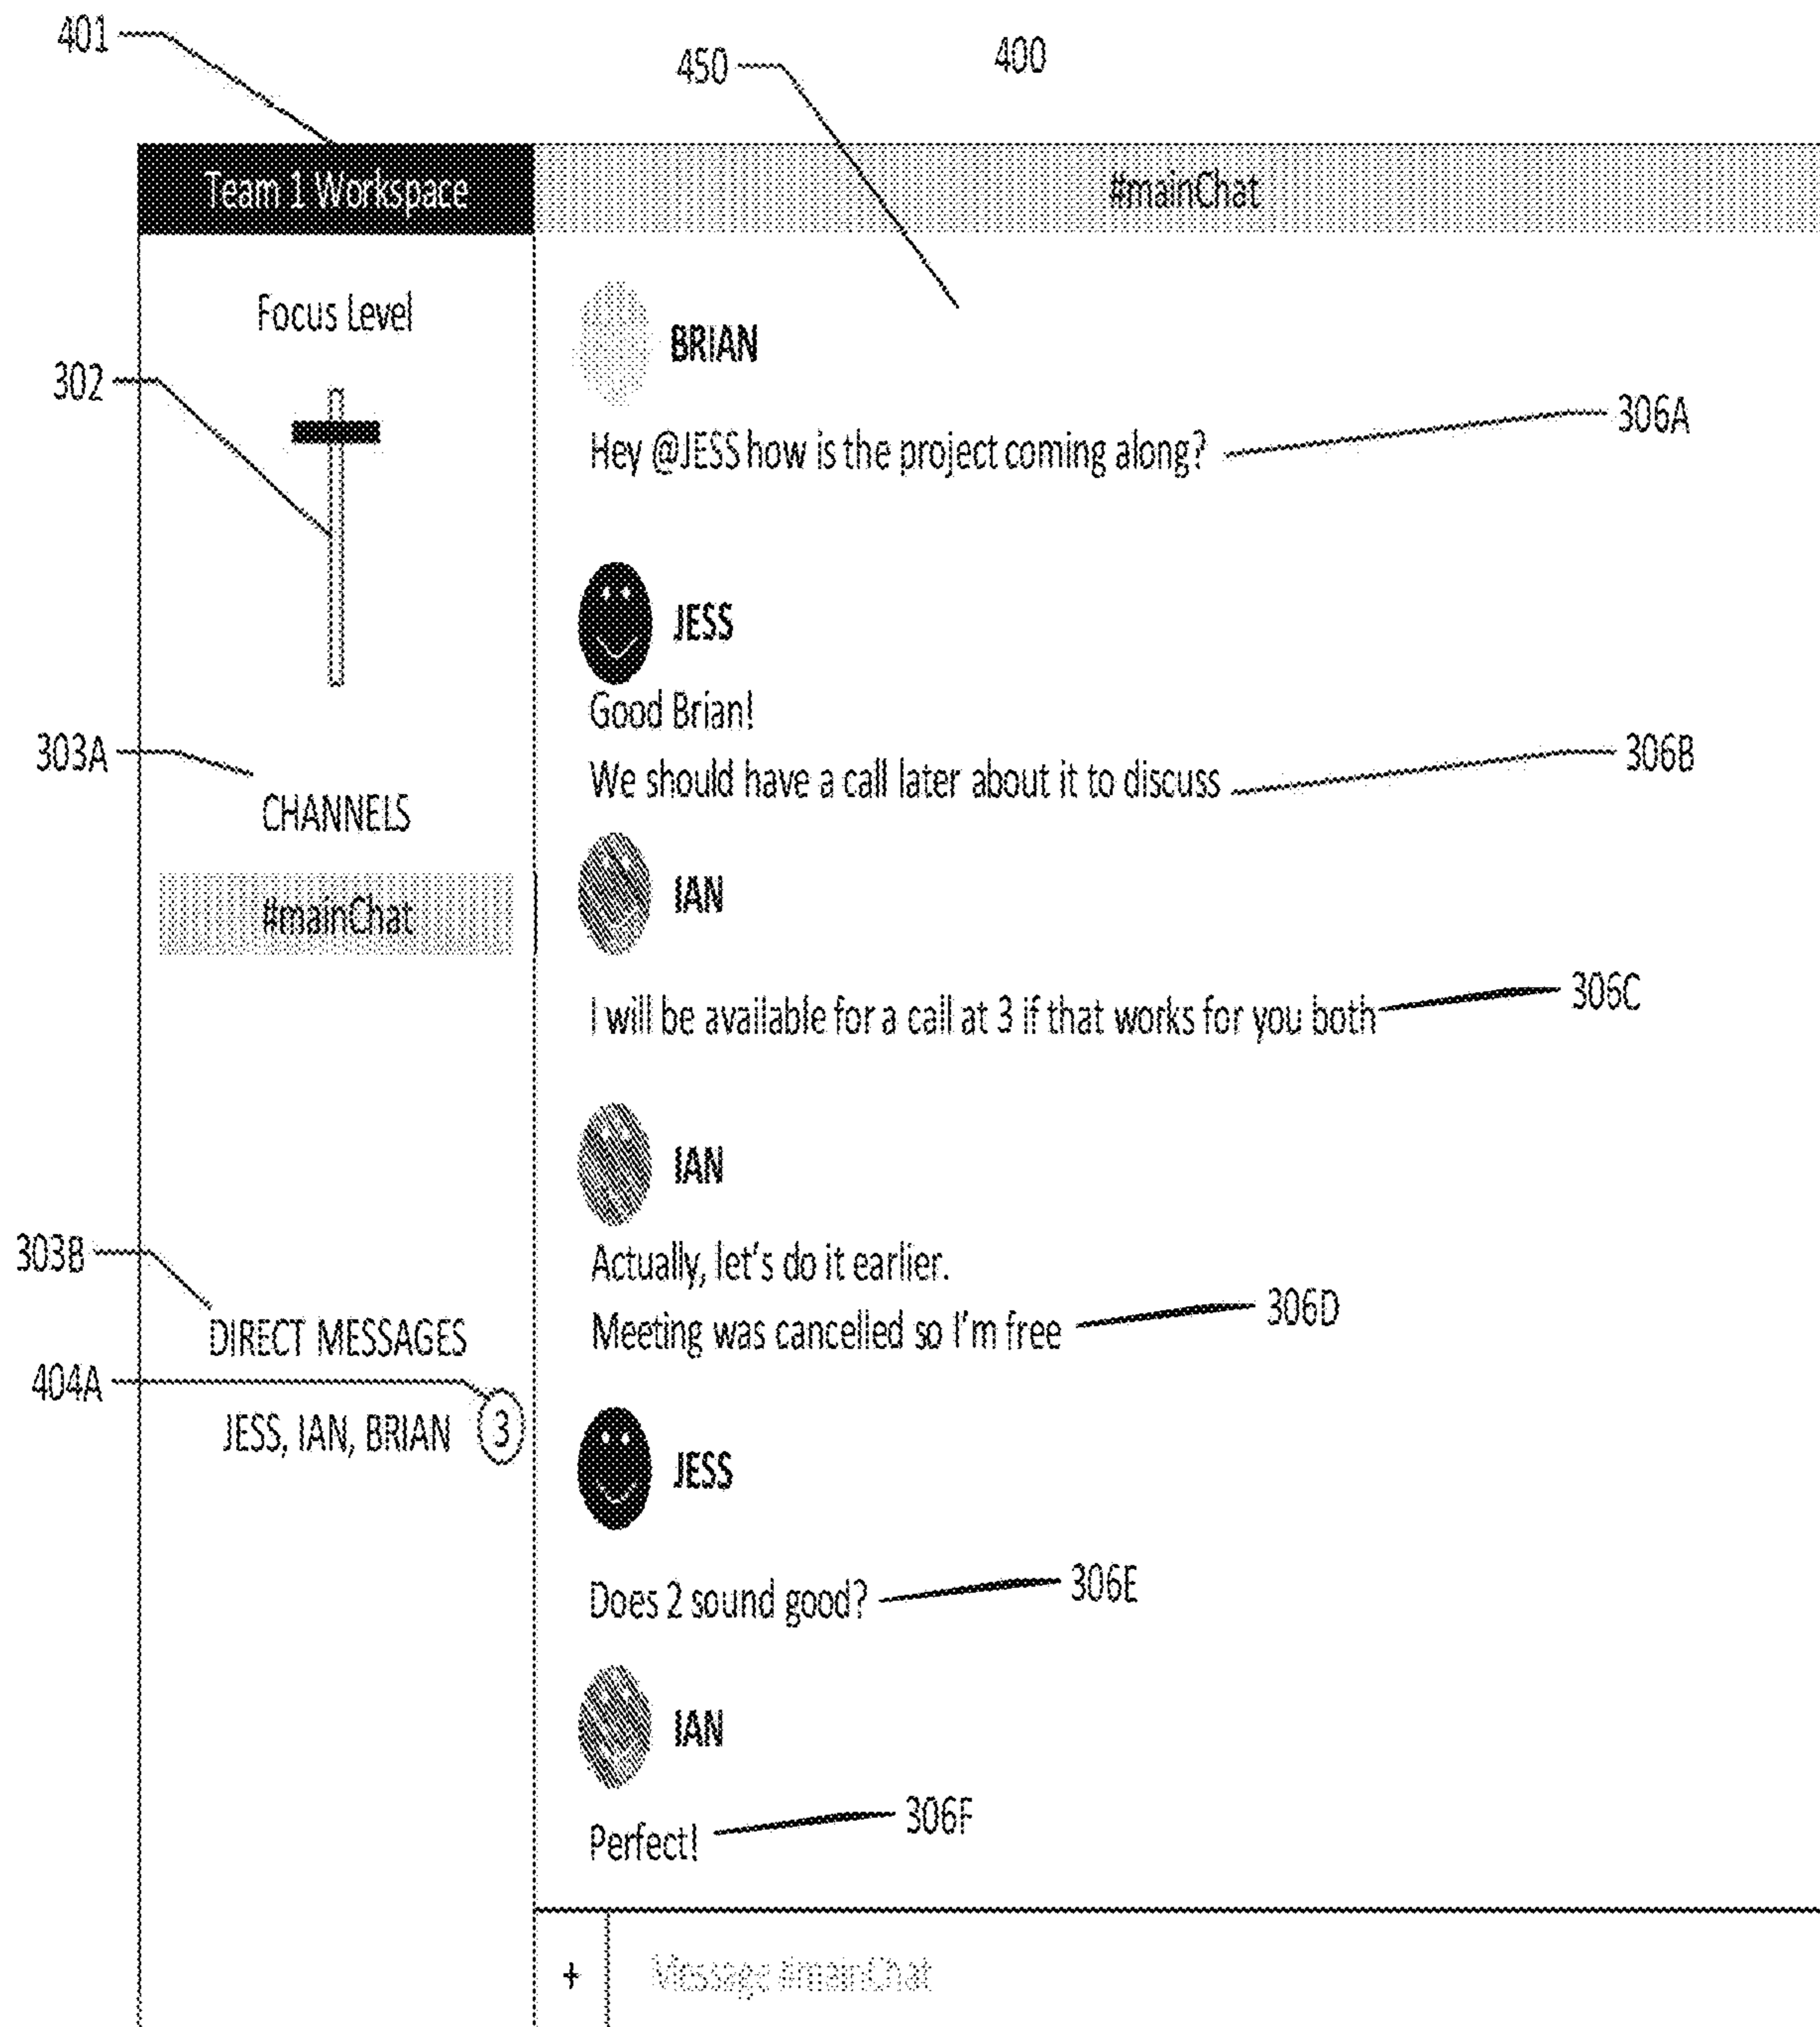 401
450
400
Team 1 Workspace
#mainChat
Focus Level
302
BRIAN
306A
Hey @JESS how is the project coming along?
JESS
Good Brian!
303A
306B
We should have a call later about it to discuss
CHANNELS
IAN
#mainChat
306C
I will be available for a call at 3 if that works for you both
IAN
303B
Actually, let's do it earlier.
306D
DIRECT MESSAGES
Meeting was cancelled so I'm free
404A
JESS, IAN, BRIAN 3
JESS
306E
Does 2 sound good?
IAN
306F
Perfect!
+ Message #mainChat